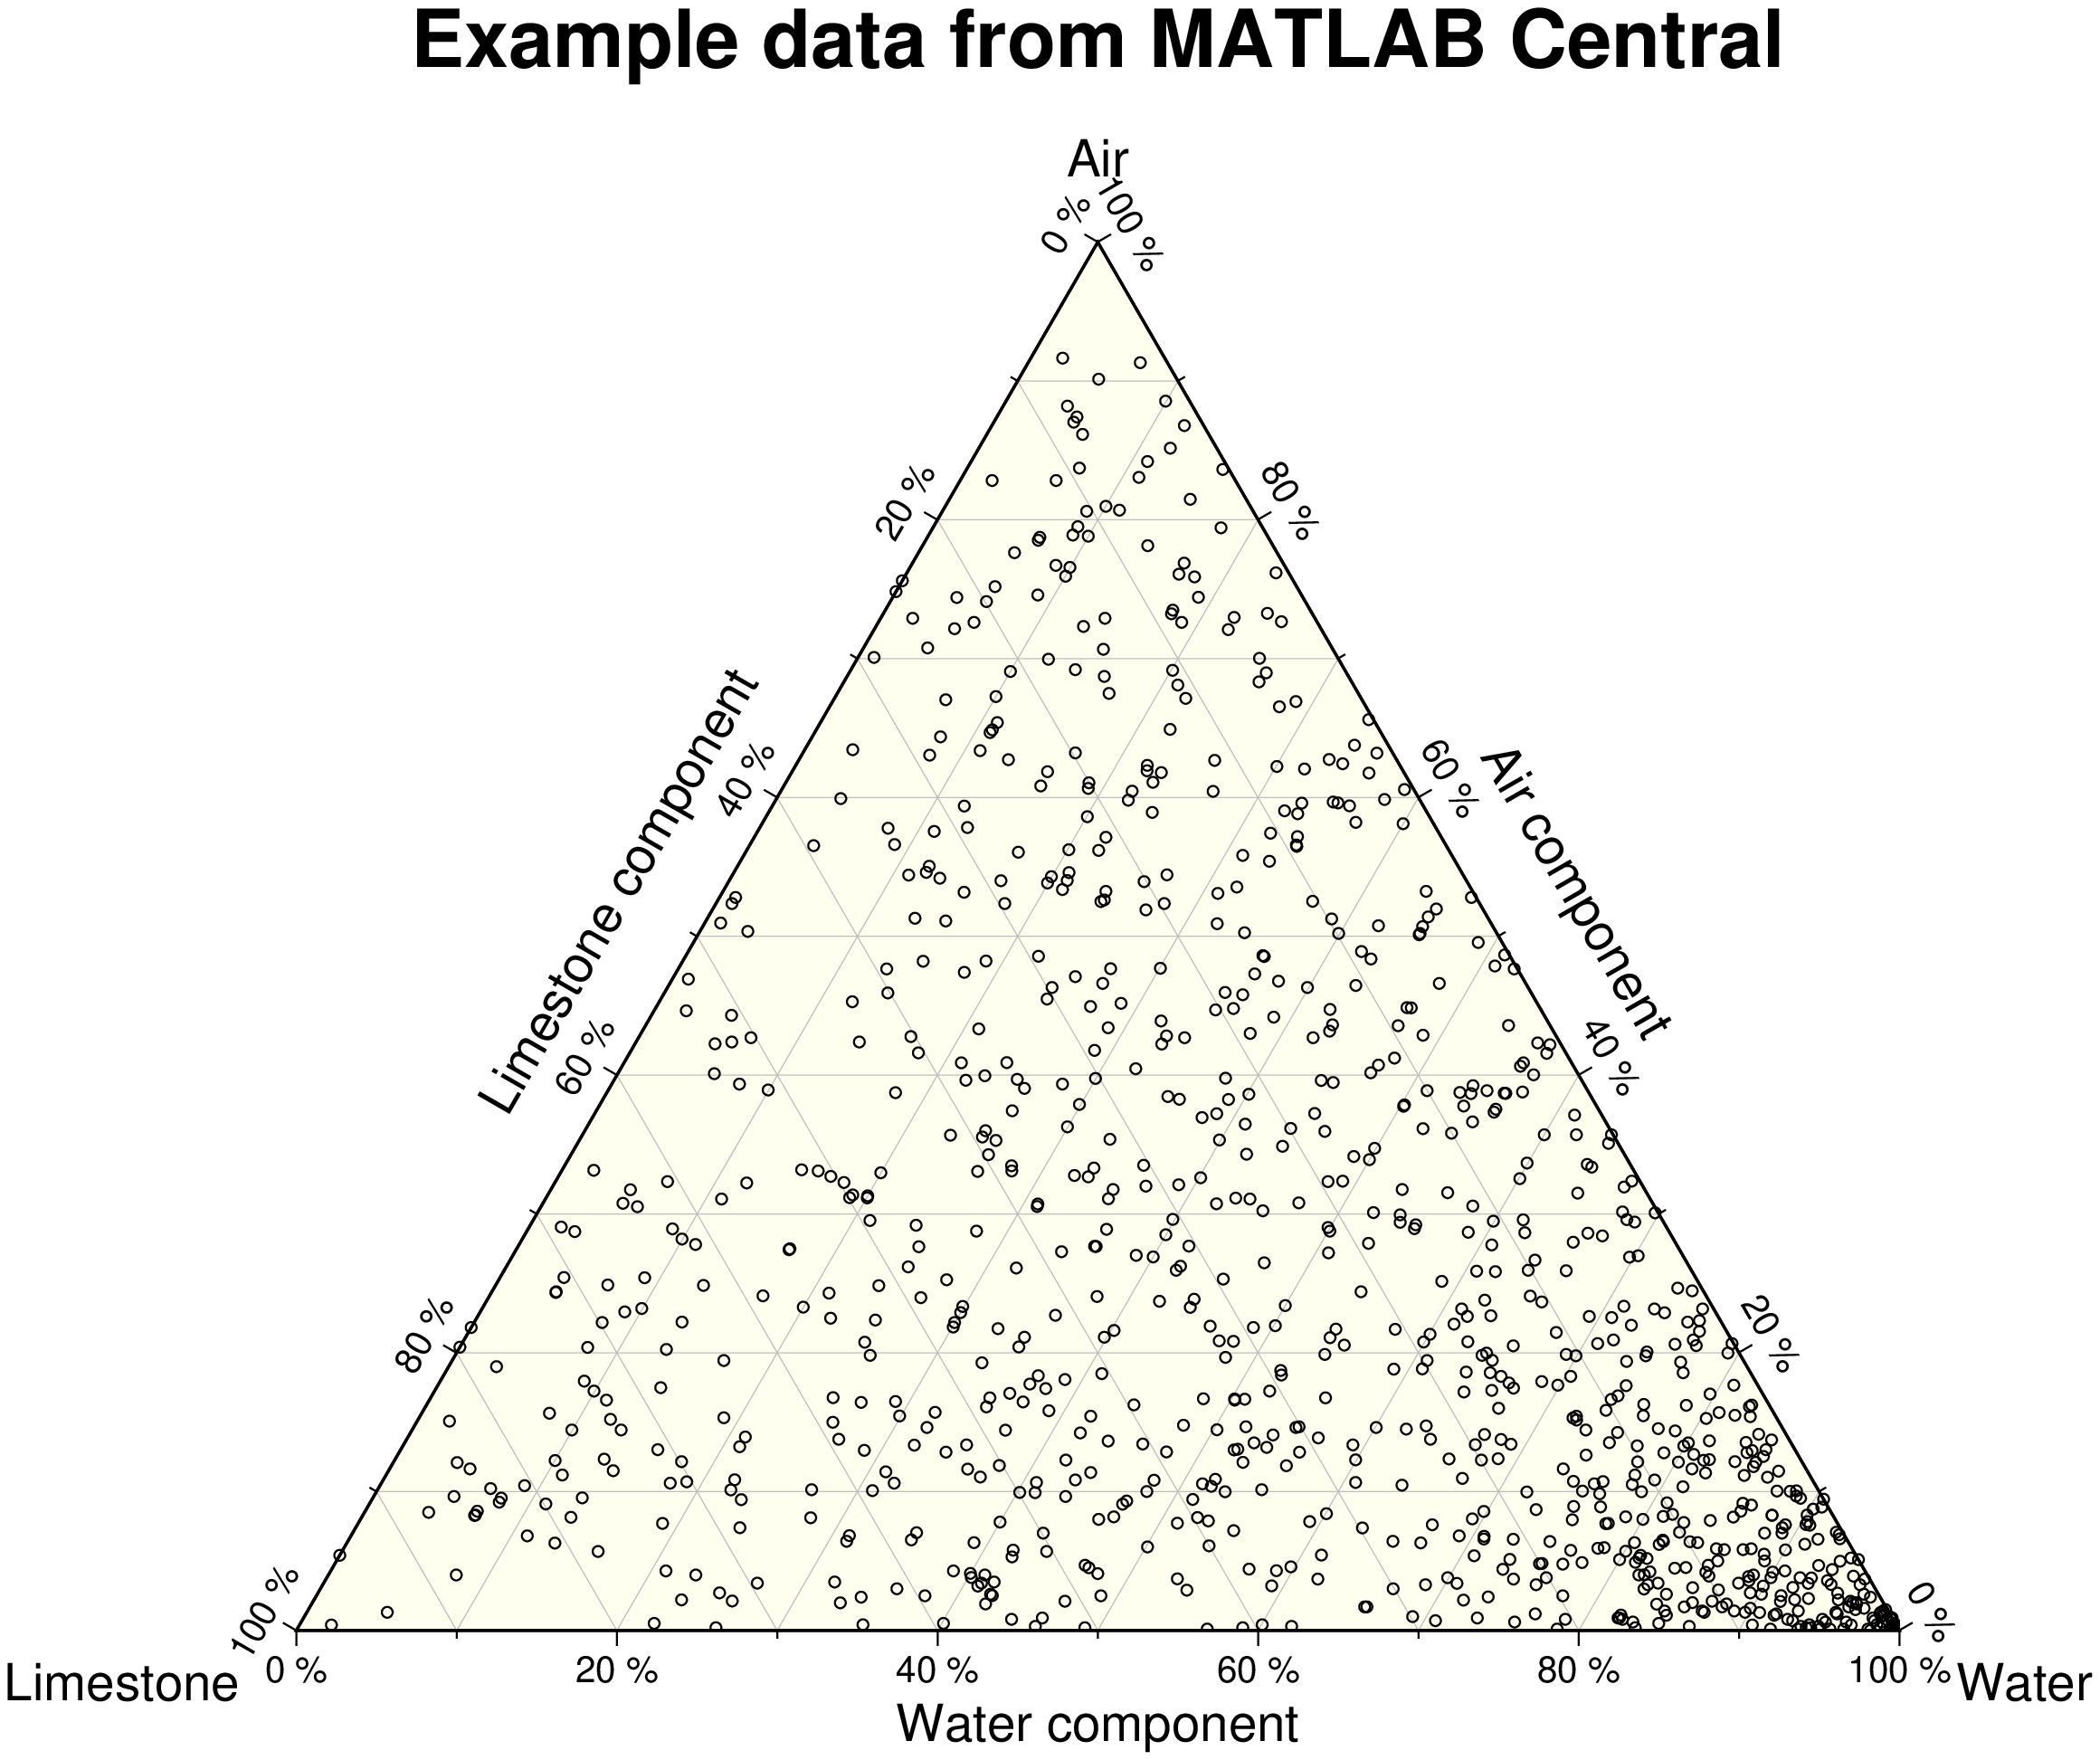 Example data from MATLAB Central
Air
0 %
100 %
20 %
80 %
Limestone component
Air component
40 %
60 %
60 %
40 %
80 %
20 %
100 %
0 %
Limestone
0 %
20 %
40 %
60 %
80 %
100 %
Water
Water component